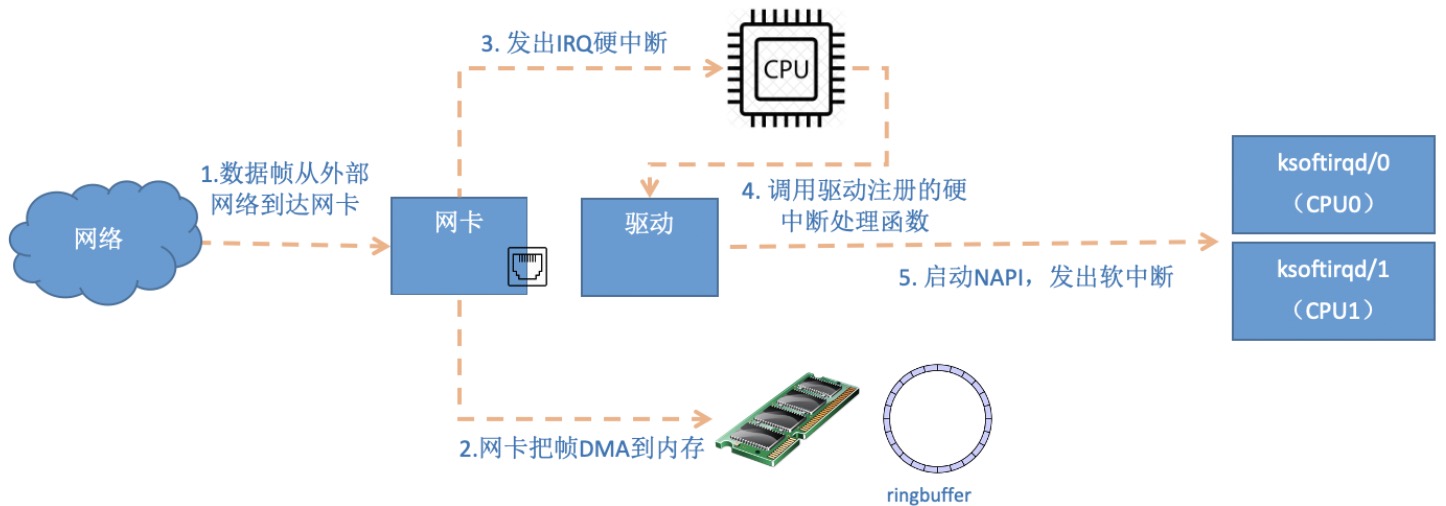 3. 发出IRQ硬中断
CPU
1.数据帧从外部
网络到达网卡
网络
网卡
驱动
4. 调用驱动注册的硬
中断处理函数
ksoftirqd/0
（CPU0）
5. 启动NAPI，发出软中断
ksoftirqd/1
（CPU1）
2.网卡把帧DMA到内存
ringbuffer